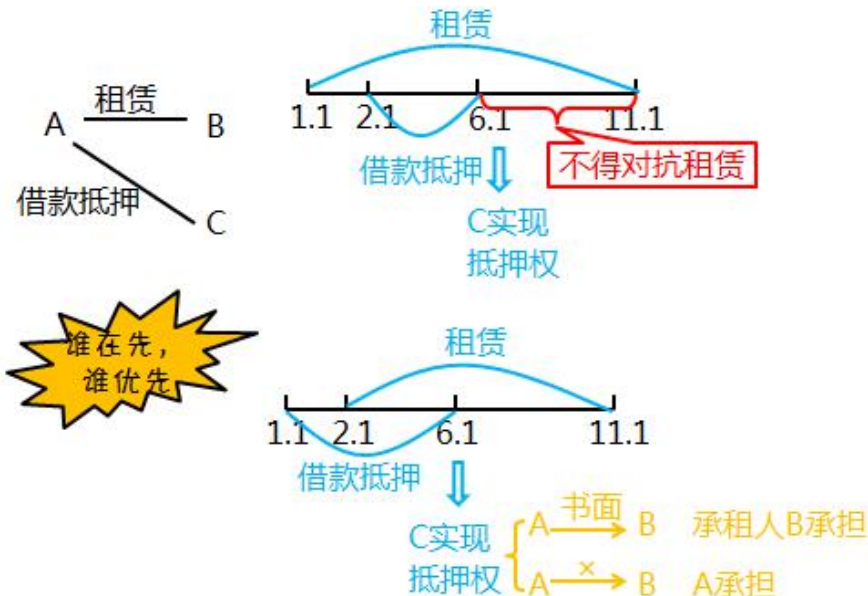 租赁
1.1 2.1 6.1 11.1
租赁
A B
借款抵押
C
借款抵押
不得对抗租赁
C实现
抵押权
谁在先，
谁优先
租赁
1.1 2.1 6.1 11.1
借款抵押
C实现
抵押权
书面
A B 承租人B承担
×
A B A承担